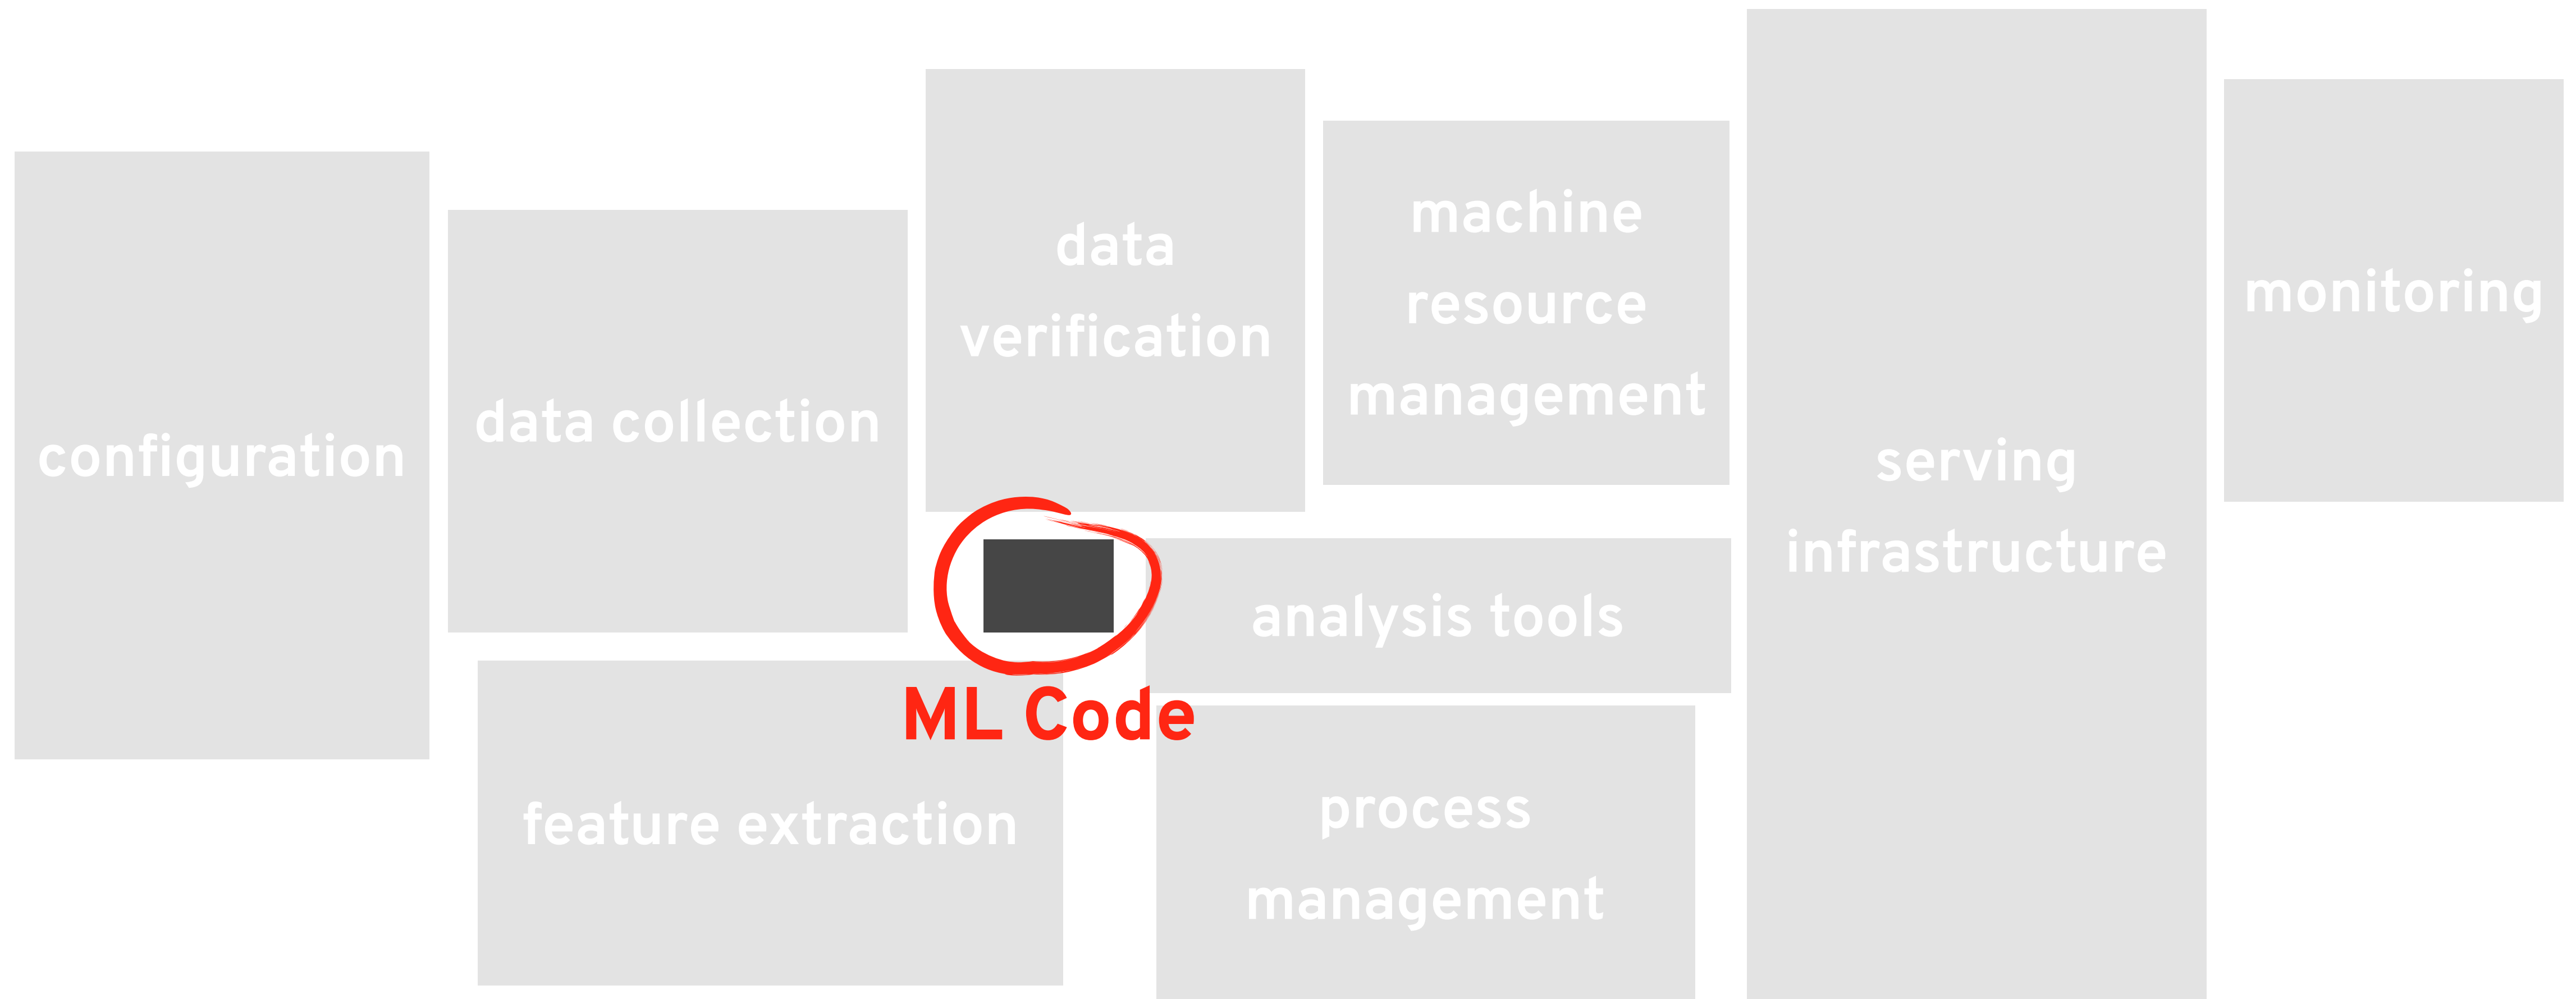 configuration
data collection
data
verification
machine
resource
management
serving
infrastructure
monitoring
analysis tools
ML Code
feature extraction
process
management